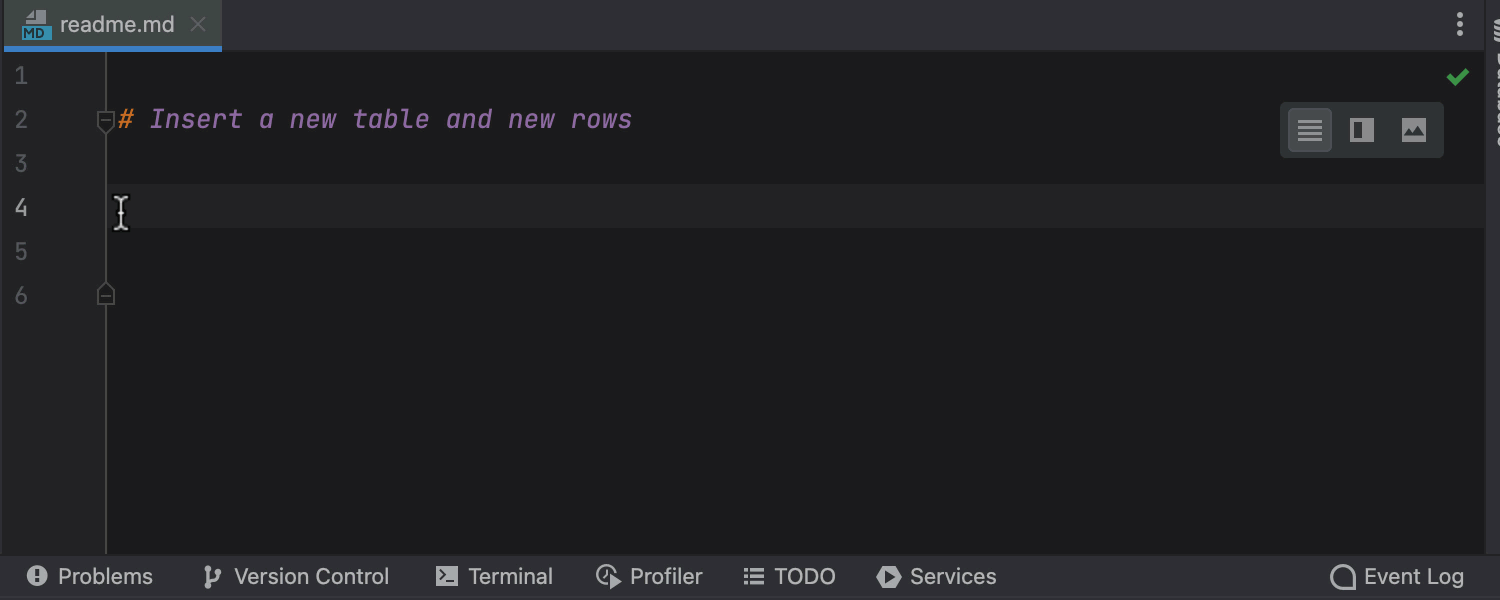 MD readme.md
1
2 # Insert a new table and new rows
3
4
5
6
Problems Version Control Terminal Profiler TODO Services Event Log